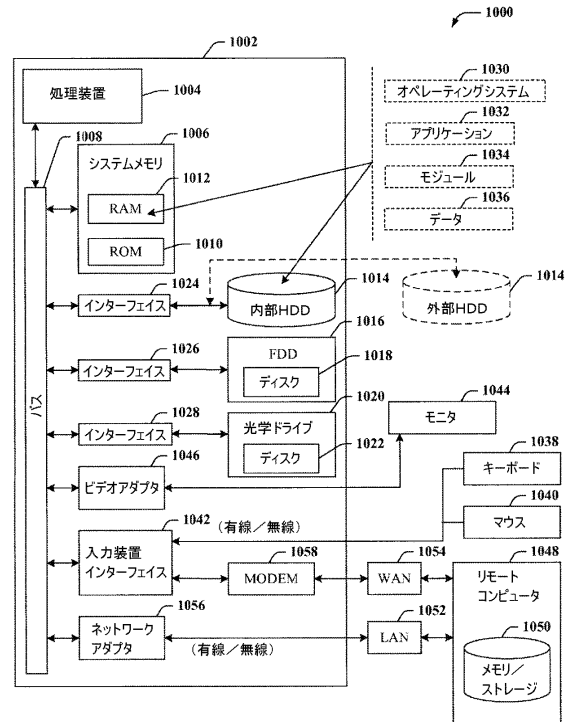 1000
1002
処理装置
1004
1030
オペレーティングシステム
1032
アプリケーション
1034
モジュール
1036
データ
1008
1006
システムメモリ
1012
RAM
1010
ROM
1024
インターフェイス
1014
内部HDD
1014
外部HDD
1016
FDD
1026
インターフェイス
1018
ディスク
1020
光学ドライブ
1028
インターフェイス
1022
ディスク
1044
モニタ
バス
1046
ビデオアダプタ
1038
キーボード
1040
マウス
1042
入力装置
インターフェイス
(有線/無線)
1058
MODEM
1054
WAN
1048
リモート
コンピュータ
1056
ネットワーク
アダプタ
(有線/無線)
1052
LAN
1050
メモリ/
ストレージ